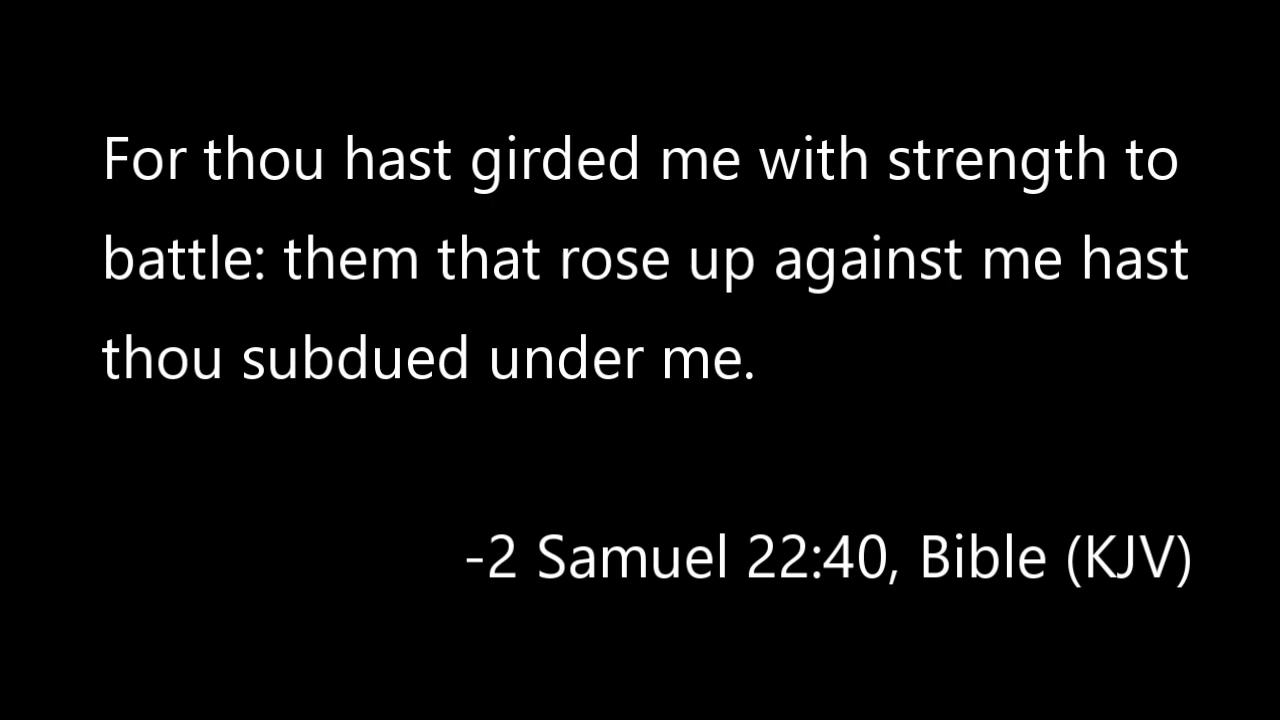 For thou hast girded me with strength to
battle: them that rose up against me hast
thou subdued under me.
-2 Samuel 22:40, Bible (KJV)